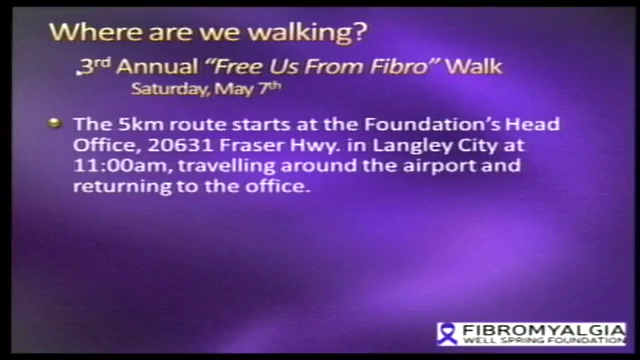 Where are we walking?
3rd Annual “Free Us From Fibro” Walk
Saturday, May 7th
The 5km route starts at the Foundation’s Head
Office, 20631 Fraser Hwy. in Langley City at
11:00am, travelling around the airport and
returning to the office.
FIBROMYALGIA
WELL SPRING FOUNDATION